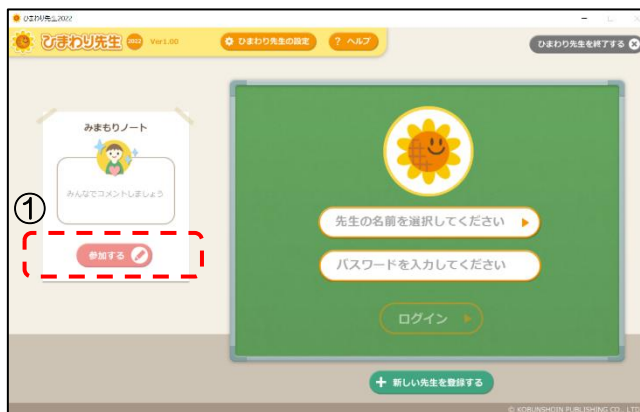 ひまわり先生2022
ひまわり先生 2022 Ver1.00
ひまわり先生の設定
? ヘルプ
ひまわり先生を終了する
みまもりノート
みんなでコメントしましょう
①
参加する
先生の名前を選択してください
パスワードを入力してください
ログイン
+ 新しい先生を登録する
© KOBUNSHOIN PUBLISHING CO., LTD